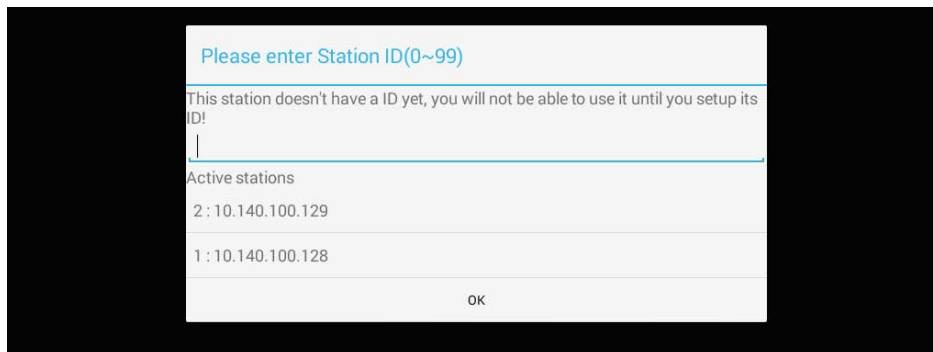 Please enter Station ID(0~99)
This station doesn't have a ID yet, you will not be able to use it until you setup its
ID!
Active stations
2 : 10.140.100.129
1 : 10.140.100.128
OK